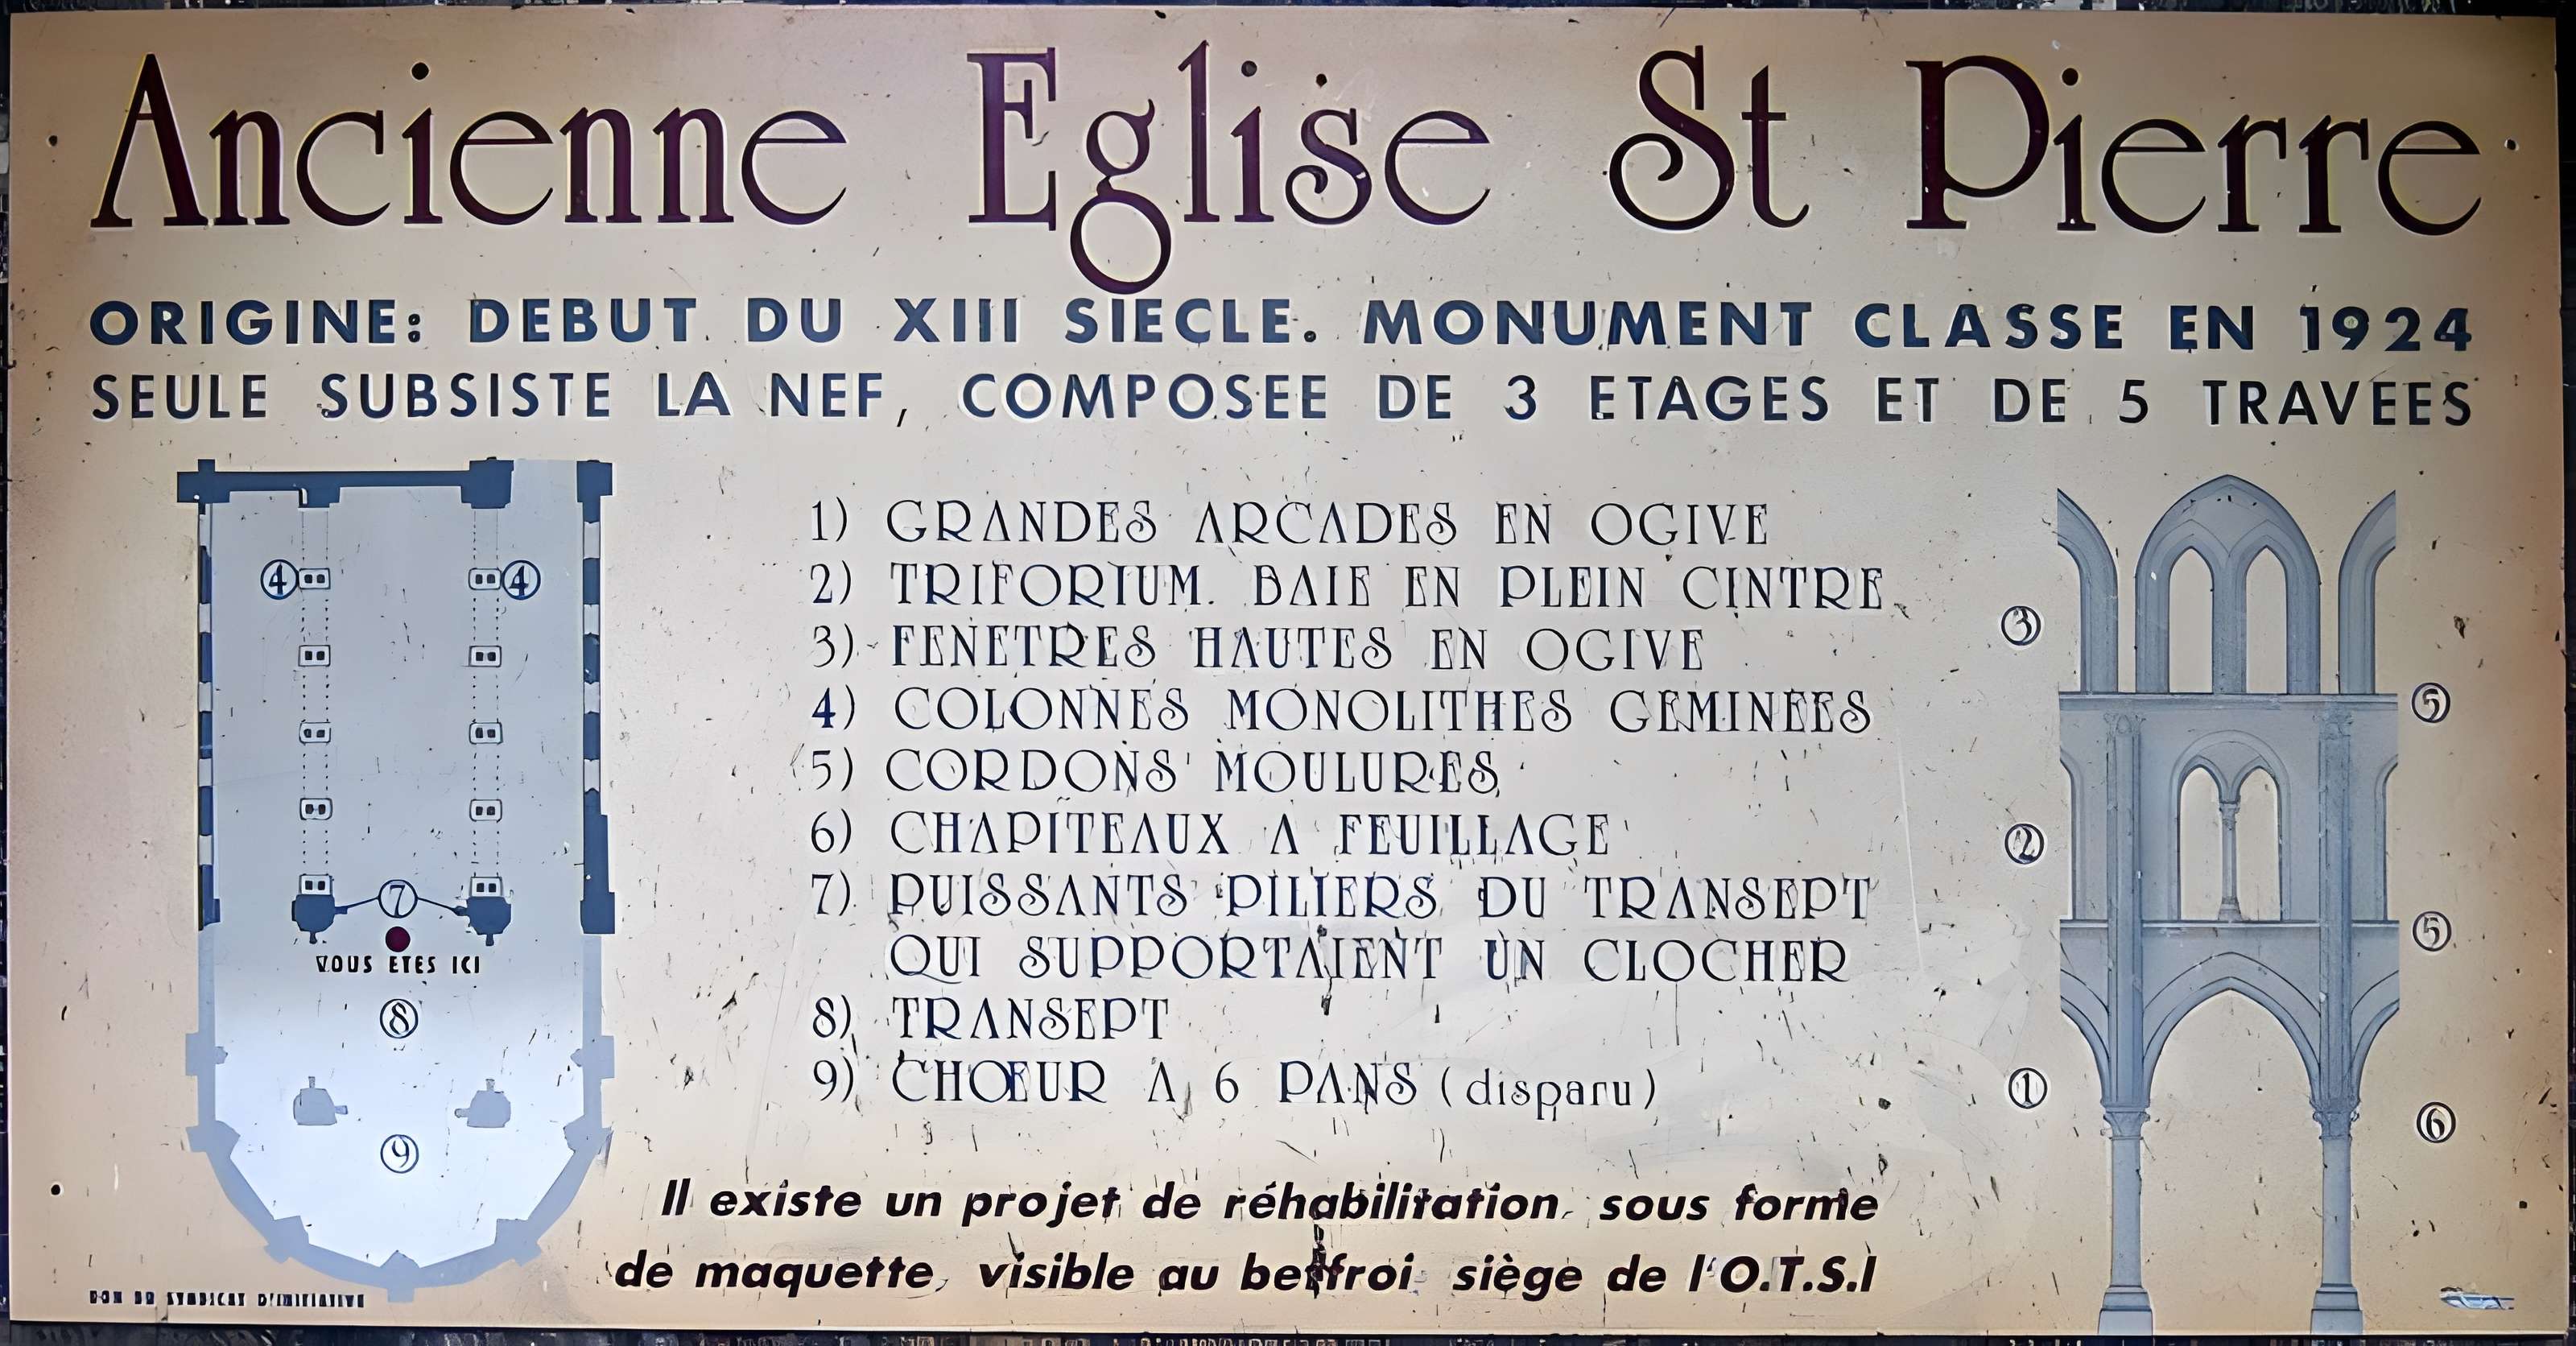 Ancienne Eglise St Pierre
ORIGINE: DEBUT DU XIII SIECLE. MONUMENT CLASSE EN 1924
SEULE SUBSISTE LA NEF, COMPOSEE DE 3 ETAGES ET DE 5 TRAVEES
1) GRANDES ARCADES EN OGIVE
2) TRIFORIUM. BAIE EN PLEIN CINTRE
3) FENETRES HAUTES EN OGIVE
4) COLONNES MONOLITHES GEMINEES
5) CORDONS MOULURES
6) CHAPITEAUX A FEUILLAGE
7) PUISSANTS PILIERS DU TRANSEPT
QUI SUPPORTAIENT UN CLOCHER
8) TRANSEPT
9) CHŒUR A 6 PANS (disparu)
4 4
7
VOUS ETES ICI
8
9
3
5
2
5
1
6
Il existe un projet de réhabilitation, sous forme
de maquette, visible au beffroi siège de l'O.T.S.I
DON DU SYNDICAT D'INITIATIVE